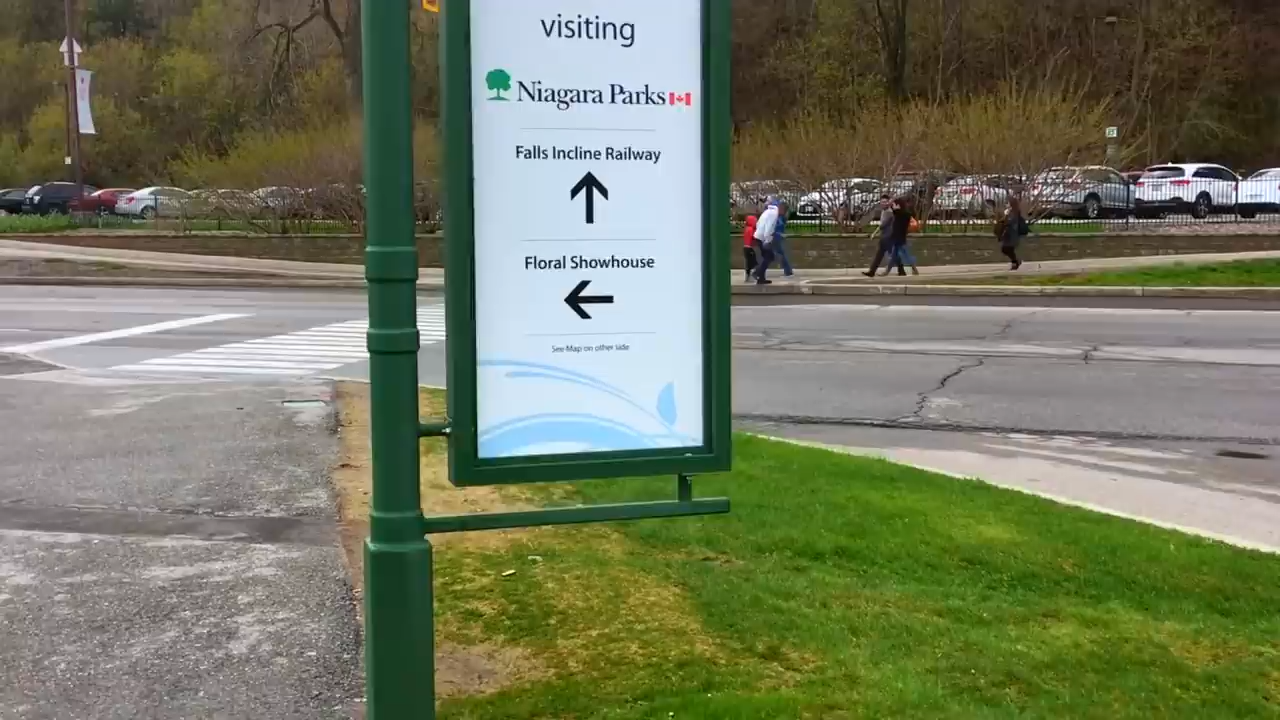 visiting
Niagara Parks
Falls Incline Railway
Floral Showhouse
See Map on other side